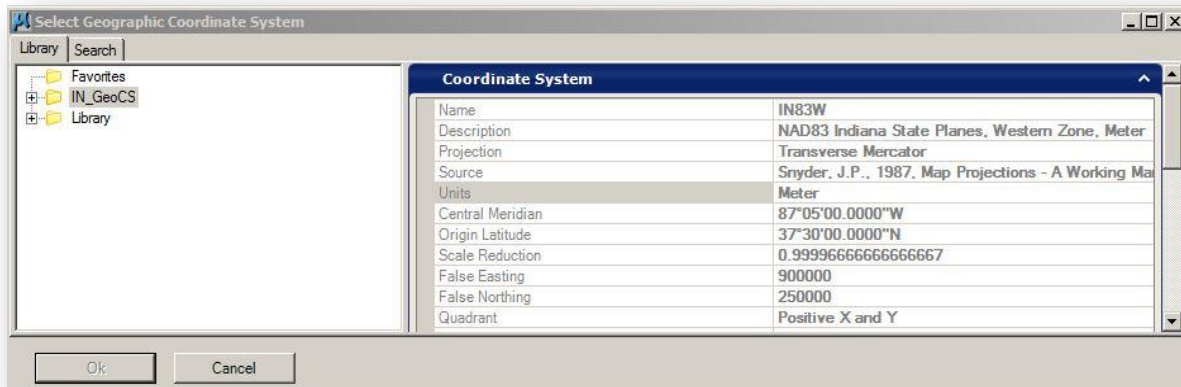 Select Geographic Coordinate System
Library Search
Favorites
IN_GeoCS
Library
Coordinate System
Name IN83W
Description NAD83 Indiana State Planes, Western Zone, Meter
Projection Transverse Mercator
Source Snyder, J.P., 1987, Map Projections - A Working Ma
Units Meter
Central Meridian 87°05'00.0000"W
Origin Latitude 37°30'00.0000"N
Scale Reduction 0.99996666666666667
False Easting 900000
False Northing 250000
Quadrant Positive X and Y
Ok Cancel